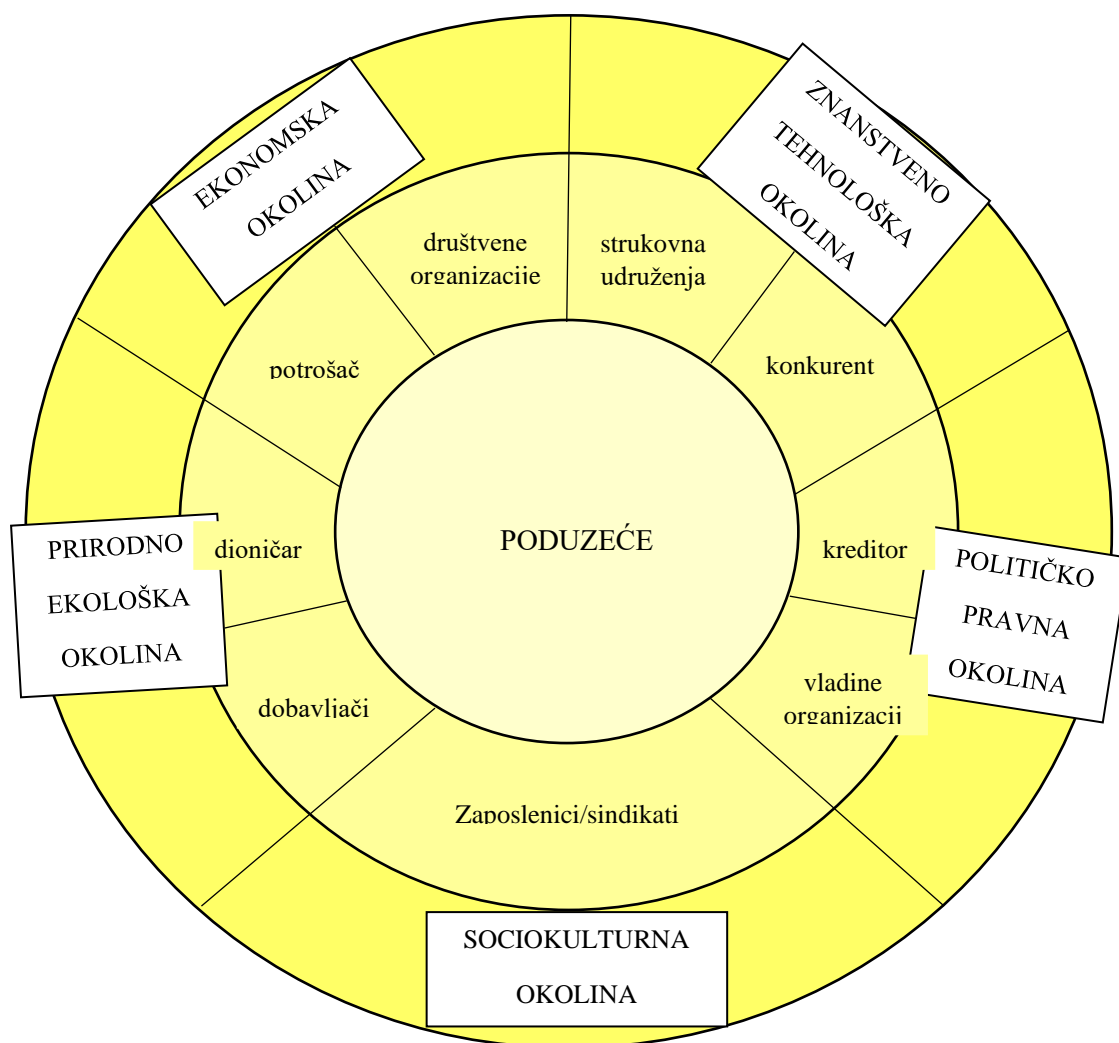 EKONOMSKA
OKOLINA
ZNANSTVENO
TEHNOLOŠKA
OKOLINA
društvene
organizacije
strukovna
udruženja
potrošač
konkurent
PRIRODNO
EKOLOŠKA
OKOLINA
dioničar
PODUZEĆE
kreditor
POLITIČKO
PRAVNA
OKOLINA
dobavljači
vladine
organizacij
Zaposlenici/sindikati
SOCIOKULTURNA
OKOLINA